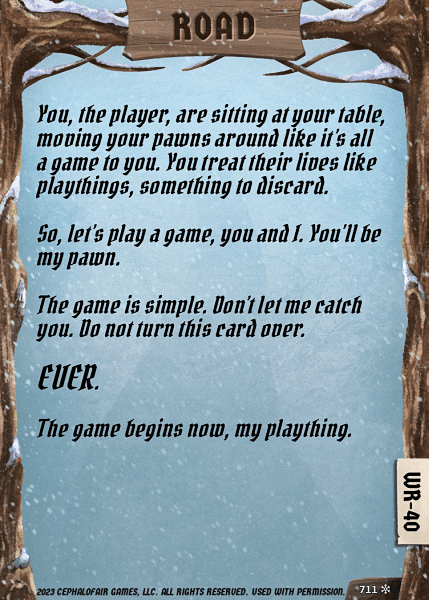 ROAD
You, the player, are sitting at your table,
moving your pawns around like it's all
a game to you. You treat their lives like
playthings, something to discard.
So, let's play a game, you and I. You'll be
my pawn.
The game is simple. Don't let me catch
you. Do not turn this card over.
EVER.
The game begins now, my plaything.
WR-40
2023 CEPHALOFAIR GAMES, LLC. ALL RIGHTS RESERVED. USED WITH PERMISSION.
711